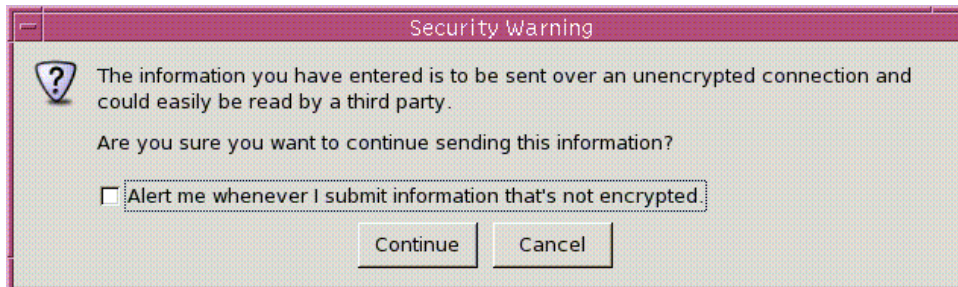 Security Warning
The information you have entered is to be sent over an unencrypted connection and
could easily be read by a third party.
Are you sure you want to continue sending this information?
Alert me whenever I submit information that's not encrypted.
Continue Cancel